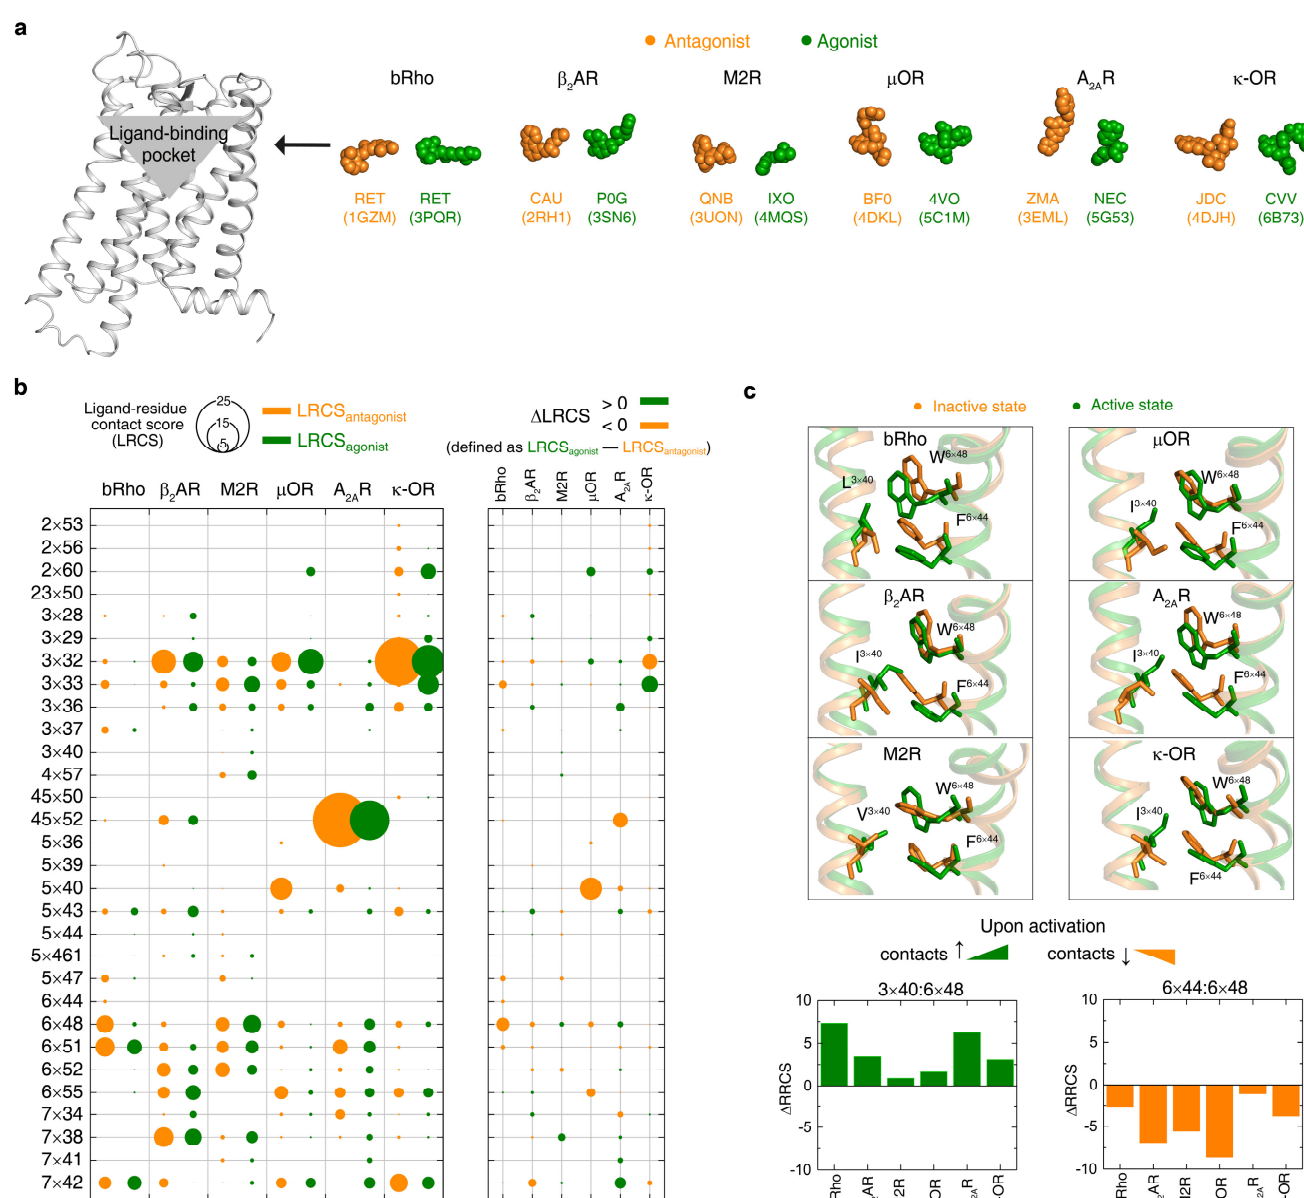 a
Antagonist Agonist
bRho β2AR M2R μOR A2AR κ-OR
Ligand-binding
pocket
RET RET CAU P0G QNB IXO BF0 4VO ZMA NEC JDC CVV
(1GZM) (3PQR) (2RH1) (3SN6) (3UON) (4MQS) (4DKL) (5C1M) (3EML) (5G53) (4DJH) (6B73)
b
Ligand-residue
contact score
(LRCS)
25
15
5
LRCSantagonist
LRCSagonist
ΔLRCS > 0
< 0
(defined as LRCSagonist — LRCSantagonist)
bRho β2AR M2R μOR A2AR κ-OR
bRho β2AR M2R μOR A2AR κ-OR
2×53
2×56
2×60
23×50
3×28
3×29
3×32
3×33
3×36
3×37
3×40
4×57
45×50
45×52
5×36
5×39
5×40
5×43
5×44
5×461
5×47
6×44
6×48
6×51
6×52
6×55
7×34
7×38
7×41
7×42
c
Inactive state Active state
bRho
W6×48
L3×40
F6×44
μOR
W6×48
I3×40
F6×44
β2AR
W6×48
I3×40
F6×44
A2AR
W6×48
I3×40
F6×44
M2R
W6×48
V3×40
F6×44
κ-OR
W6×48
I3×40
F6×44
Upon activation
contacts ↑ contacts ↓
3×40:6×48
10
5
0
-5
-10
ΔRRCS
6×44:6×48
10
5
0
-5
-10
ΔRRCS